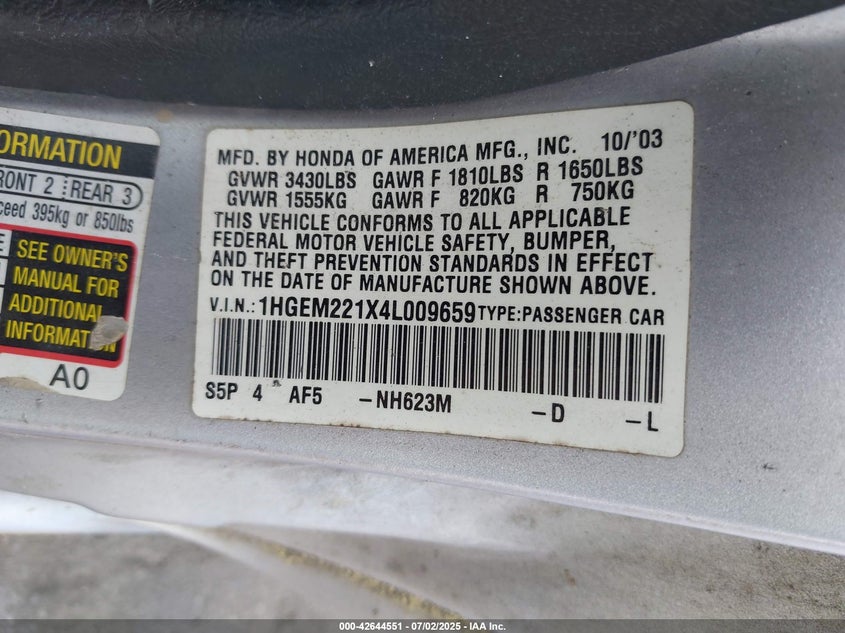 ORMATION
RONT 2 REAR 3
ceed 395kg or 850lbs
SEE OWNER'S
MANUAL FOR
ADDITIONAL
INFORMATION
A0
MFD. BY HONDA OF AMERICA MFG., INC. 10/'03
GVWR 3430LBS GAWR F 1810LBS R 1650LBS
GVWR 1555KG GAWR F 820KG R 750KG
THIS VEHICLE CONFORMS TO ALL APPLICABLE
FEDERAL MOTOR VEHICLE SAFETY, BUMPER,
AND THEFT PREVENTION STANDARDS IN EFFECT
ON THE DATE OF MANUFACTURE SHOWN ABOVE.
V.I.N.: 1HGEM221X4L009659 TYPE: PASSENGER CAR
S5P 4 AF5 -NH623M -D -L
000-42644551 - 07/02/2025 - IAA Inc.